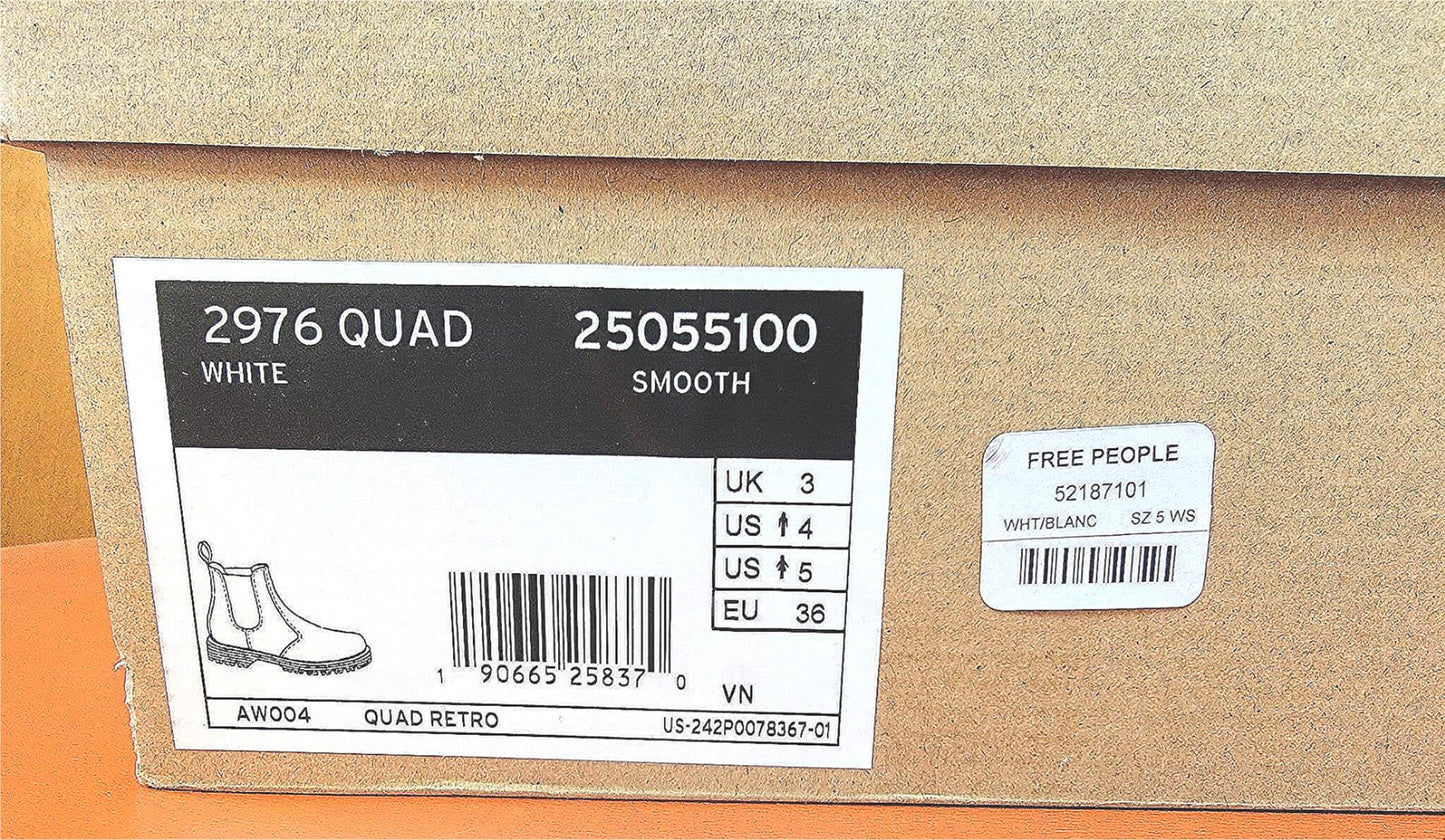 2976 QUAD 25055100
WHITE SMOOTH
UK 3
US 4
US 5
EU 36
1 90665 25837 0
VN
AW004 QUAD RETRO US-242P0078367-01
FREE PEOPLE
52187101
WHT/BLANC SZ 5 WS